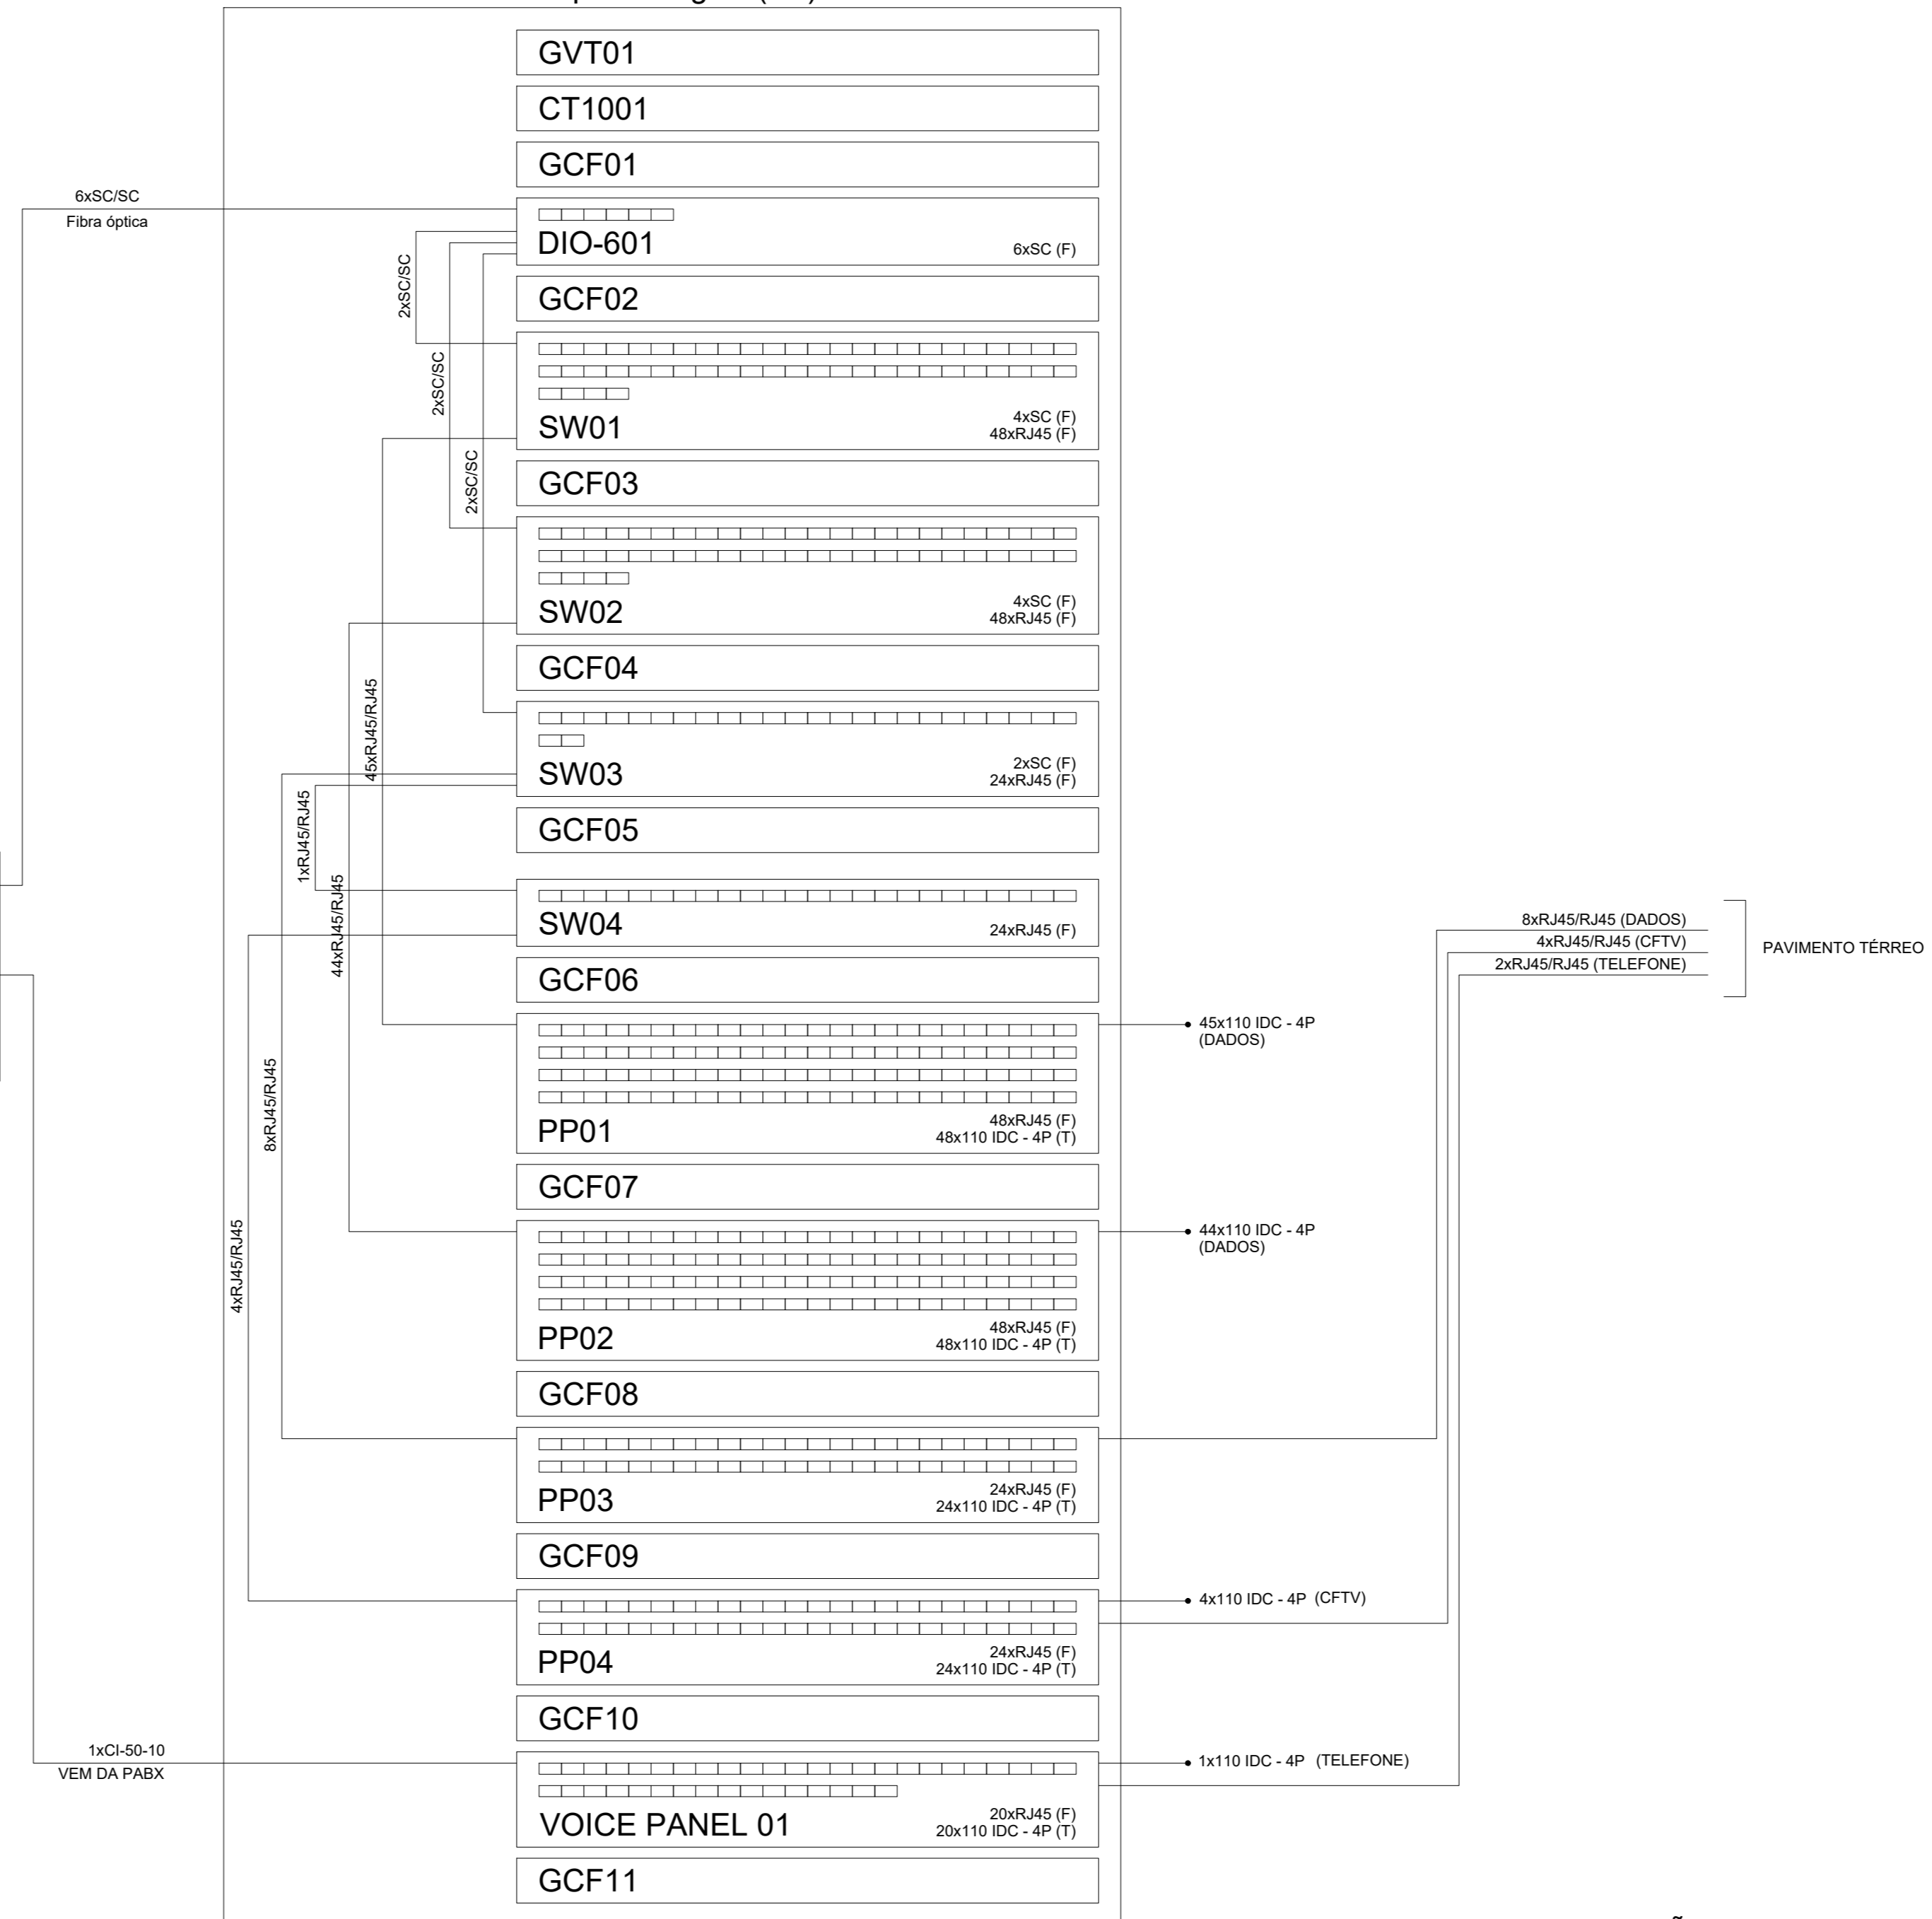 GVT01
CT1001
GCF01
6xSC/SC
Fibra óptica
DIO-601
6xSC (F)
2xSC/SC
GCF02
2xSC/SC
SW01
4xSC (F)
48xRJ45 (F)
2xSC/SC
GCF03
SW02
4xSC (F)
48xRJ45 (F)
GCF04
45xRJ45/RJ45
SW03
2xSC (F)
24xRJ45 (F)
1xRJ45/RJ45
GCF05
44xRJ45/RJ45
SW04
24xRJ45 (F)
8xRJ45/RJ45 (DADOS)
4xRJ45/RJ45 (CFTV)
2xRJ45/RJ45 (TELEFONE)
PAVIMENTO TÉRREO
GCF06
45x110 IDC - 4P
(DADOS)
8xRJ45/RJ45
PP01
48xRJ45 (F)
48x110 IDC - 4P (T)
GCF07
44x110 IDC - 4P
(DADOS)
4xRJ45/RJ45
PP02
48xRJ45 (F)
48x110 IDC - 4P (T)
GCF08
PP03
24xRJ45 (F)
24x110 IDC - 4P (T)
GCF09
4x110 IDC - 4P (CFTV)
PP04
24xRJ45 (F)
24x110 IDC - 4P (T)
GCF10
1xCI-50-10
VEM DA PABX
1x110 IDC - 4P (TELEFONE)
VOICE PANEL 01
20xRJ45 (F)
20x110 IDC - 4P (T)
GCF11